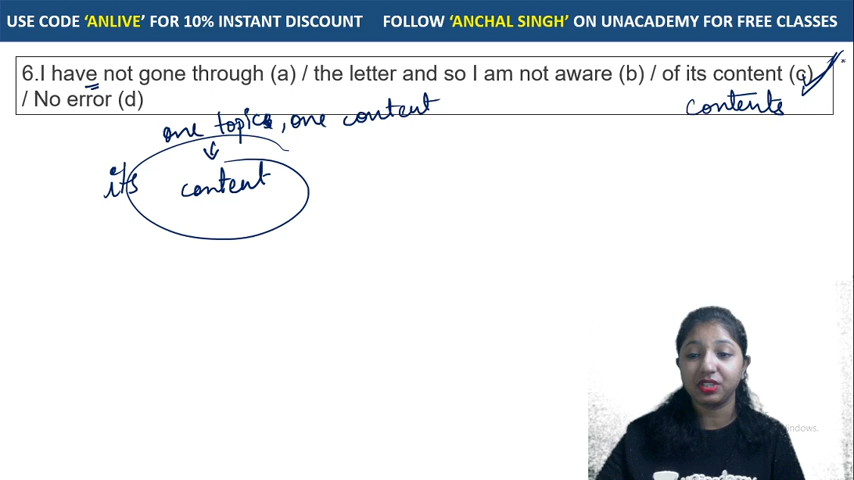 USE CODE ‘ANLIVE’ FOR 10% INSTANT DISCOUNT FOLLOW ‘ANCHAL SINGH’ ON UNACADEMY FOR FREE CLASSES
6.I have not gone through (a) / the letter and so I am not aware (b) / of its content (c)
/ No error (d)
contents
one topic, one content
its content